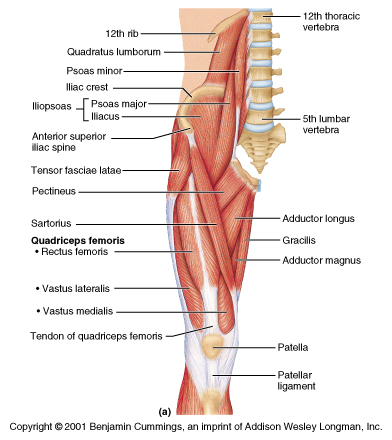 12th rib
Quadratus lumborum
Psoas minor
Iliac crest
Iliopsoas
Psoas major
Iliacus
Anterior superior
iliac spine
Tensor fasciae latae
Pectineus
Sartorius
Quadriceps femoris
• Rectus femoris
• Vastus lateralis
• Vastus medialis
Tendon of quadriceps femoris
12th thoracic
vertebra
5th lumbar
vertebra
Adductor longus
Gracilis
Adductor magnus
Patella
Patellar
ligament
(a)
Copyright © 2001 Benjamin Cummings, an imprint of Addison Wesley Longman, Inc.